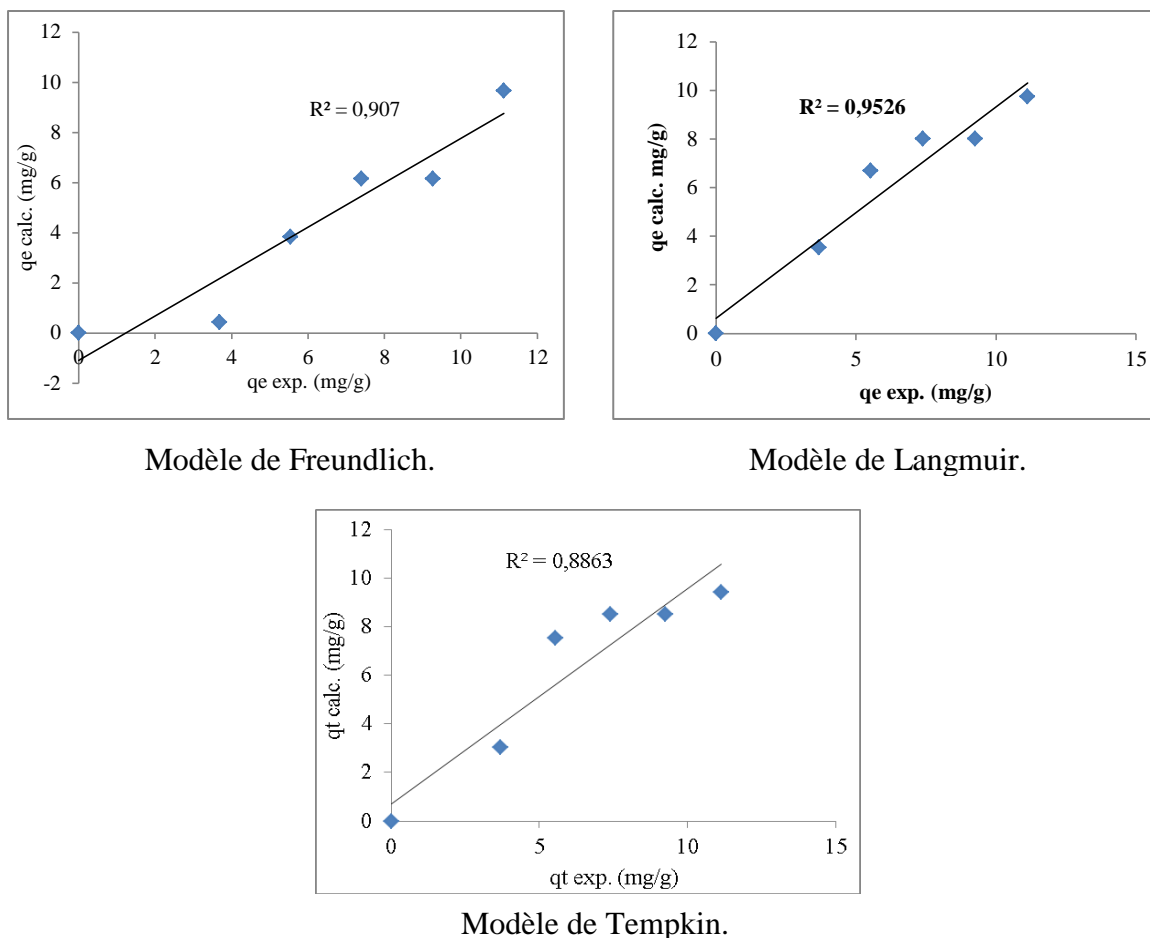 12
10
8
6
4
2
0
-2
0 2 4 6 8 10 12
qe calc. (mg/g)
qe exp. (mg/g)
R² = 0,907
Modèle de Freundlich.
12
10
8
6
4
2
0
0 5 10 15
qe calc. mg/g)
qe exp. (mg/g)
R² = 0,9526
Modèle de Langmuir.
12
10
8
6
4
2
0
0 5 10 15
qt calc. (mg/g)
qt exp. (mg/g)
R² = 0,8863
Modèle de Tempkin.